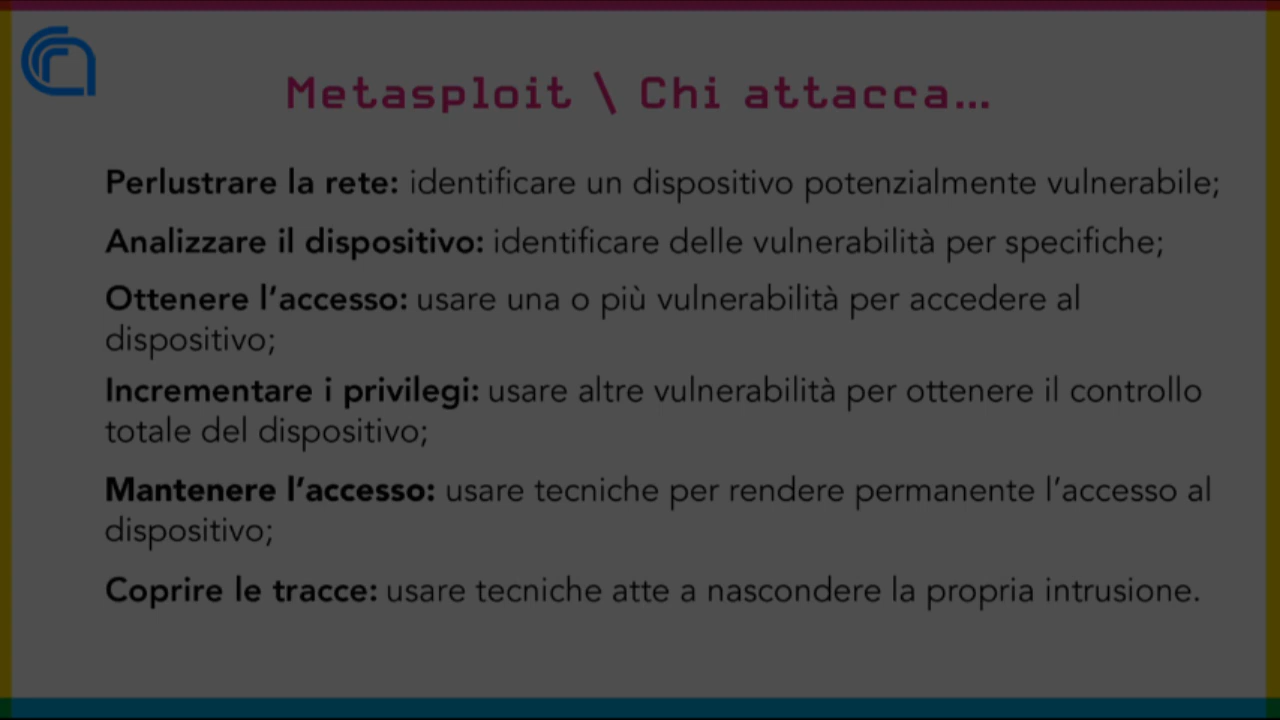 Metasploit \ Chi attacca…
Perlustrare la rete: identificare un dispositivo potenzialmente vulnerabile;
Analizzare il dispositivo: identificare delle vulnerabilità per specifiche;
Ottenere l’accesso: usare una o più vulnerabilità per accedere al
dispositivo;
Incrementare i privilegi: usare altre vulnerabilità per ottenere il controllo
totale del dispositivo;
Mantenere l’accesso: usare tecniche per rendere permanente l’accesso al
dispositivo;
Coprire le tracce: usare tecniche atte a nascondere la propria intrusione.